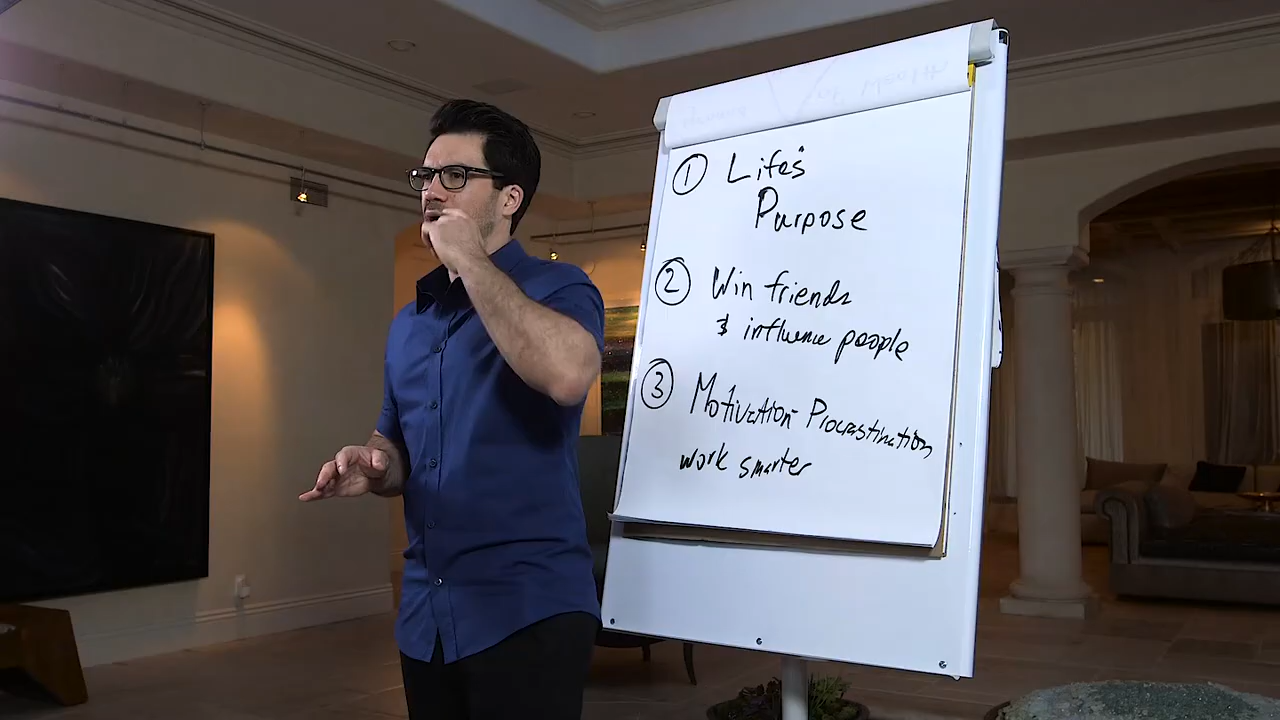 ① Life's
Purpose
② Win friends
& influence people
③ Motivation - Procrastination
work smarter